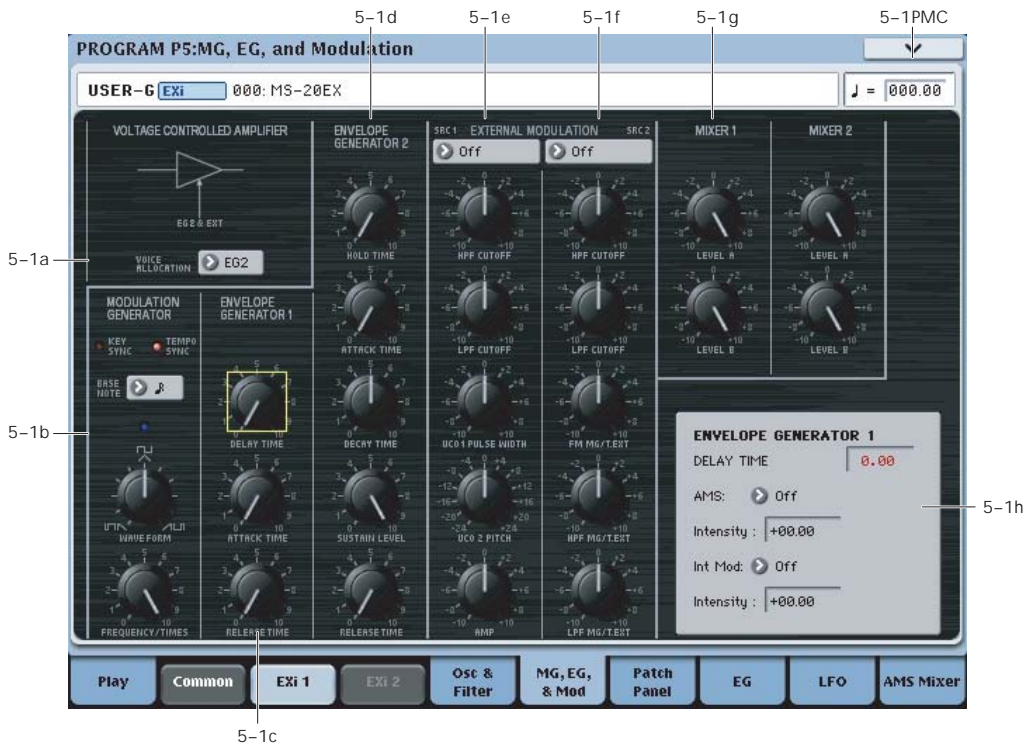 5-1d 5-1e 5-1f 5-1g 5-1PMC
PROGRAM P5:MG, EG, and Modulation
USER-G EXi 000: MS-20EX ♩ = 000.00
VOLTAGE CONTROLLED AMPLIFIER
EG2 & EXT
5-1a
VOICE ALLOCATION EG2
MODULATION GENERATOR
KEY SYNC
TEMPO SYNC
BASE NOTE
5-1b
WAVE FORM
FREQUENCY/TIMES
ENVELOPE GENERATOR 1
DELAY TIME
ATTACK TIME
RELEASE TIME
5-1c
ENVELOPE GENERATOR 2
HOLD TIME
ATTACK TIME
DECAY TIME
SUSTAIN LEVEL
RELEASE TIME
SRC1 EXTERNAL MODULATION SRC2
Off Off
HPF CUTOFF HPF CUTOFF
LPF CUTOFF LPF CUTOFF
VCO1 PULSE WIDTH FM MG/T.EXT
VCO 2 PITCH HPF MG/T.EXT
AMP LPF MG/T.EXT
MIXER 1 MIXER 2
LEVEL A LEVEL A
LEVEL B LEVEL B
ENVELOPE GENERATOR 1
DELAY TIME 0.00
AMS: Off
Intensity : +00.00
Int Mod: Off
Intensity : +00.00
5-1h
Play Common EXi 1 EXi 2 Osc & Filter MG, EG, & Mod Patch Panel EG LFO AMS Mixer